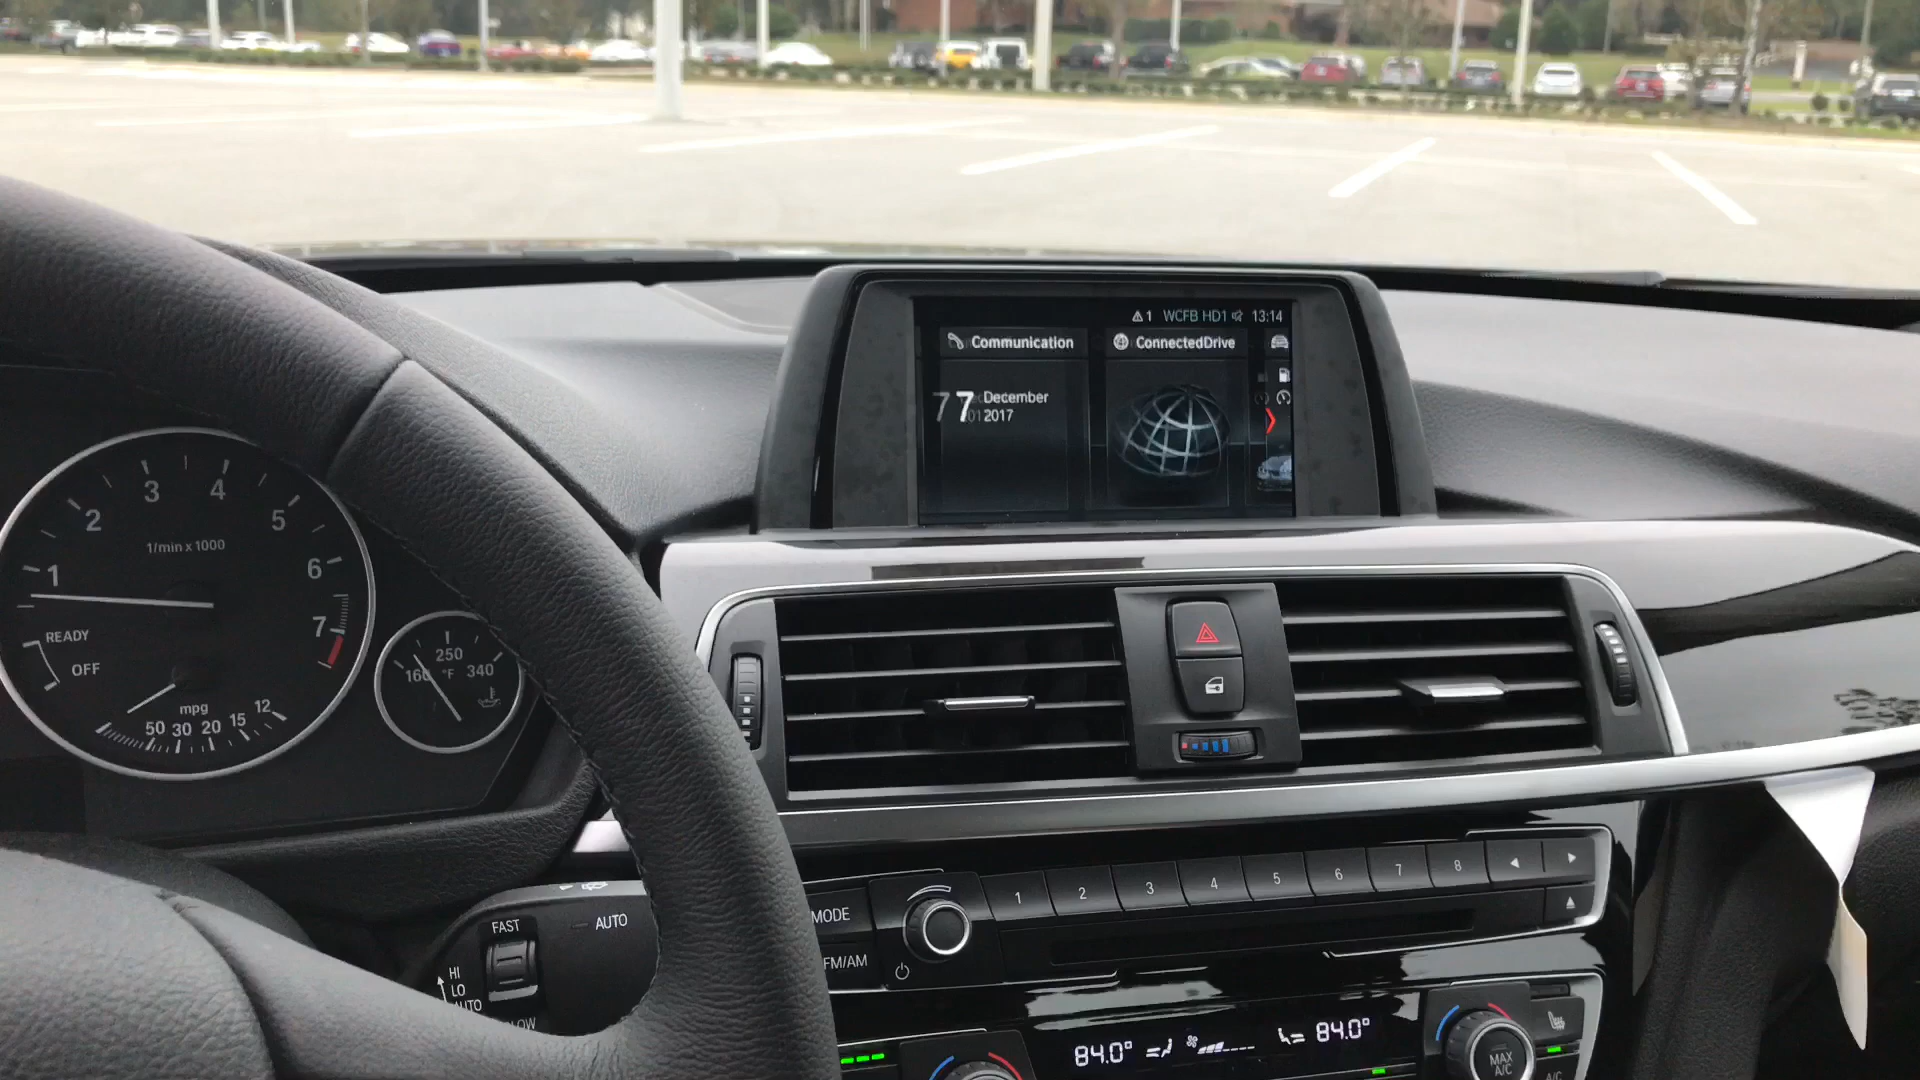 ⚠1 WCFB HD1 13:14
Communication
ConnectedDrive
7 7 December
2017
1 2 3 4 5 6 7
1/min x 1000
READY
OFF
mpg
50 30 20 15 12
160 250 340
°F
FAST
AUTO
HI
LO
AUTO
MODE
FM/AM
1 2 3 4 5 6 7 8
84.0°
84.0°
MAX
A/C
A/C